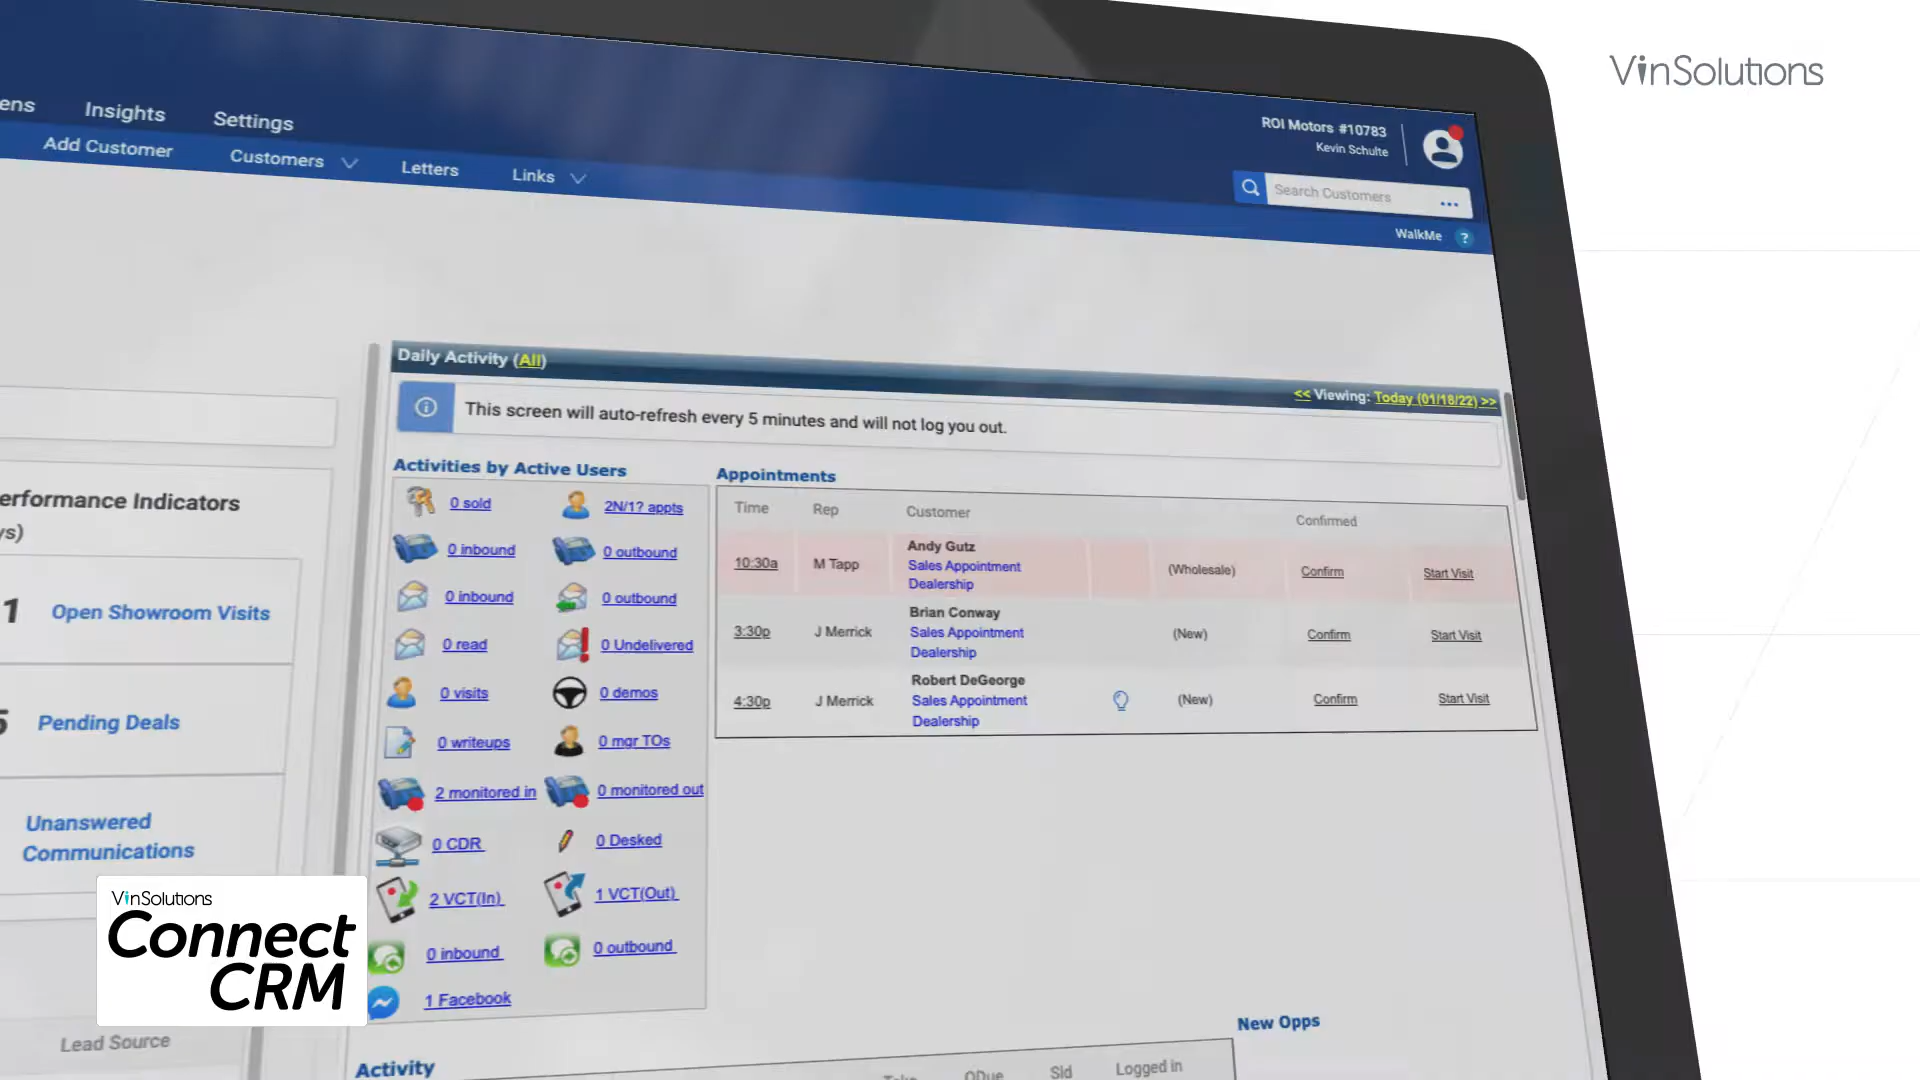 VinSolutions
ens Insights Settings
ROI Motors #10783
Kevin Schulte
Add Customer Customers Letters Links
Search Customers ...
WalkMe ?
Daily Activity (All)
<< Viewing: Today (01/18/22) >>
This screen will auto-refresh every 5 minutes and will not log you out.
erformance Indicators
ys)
1 Open Showroom Visits
5 Pending Deals
Unanswered
Communications
Lead Source
Activities by Active Users
0 sold 2N/1? appts
0 inbound 0 outbound
0 inbound 0 outbound
0 read 0 Undelivered
0 visits 0 demos
0 writeups 0 mgr TOs
2 monitored in 0 monitored out
0 CDR 0 Desked
2 VCT(In) 1 VCT(Out)
0 inbound 0 outbound
1 Facebook
Appointments
Time Rep Customer Confirmed
10:30a M Tapp Andy Gutz (Wholesale) Confirm Start Visit
Sales Appointment
Dealership
3:30p J Merrick Brian Conway (New) Confirm Start Visit
Sales Appointment
Dealership
4:30p J Merrick Robert DeGeorge (New) Confirm Start Visit
Sales Appointment
Dealership
New Opps
Activity
ODue Sld Logged in
VinSolutions
Connect
CRM